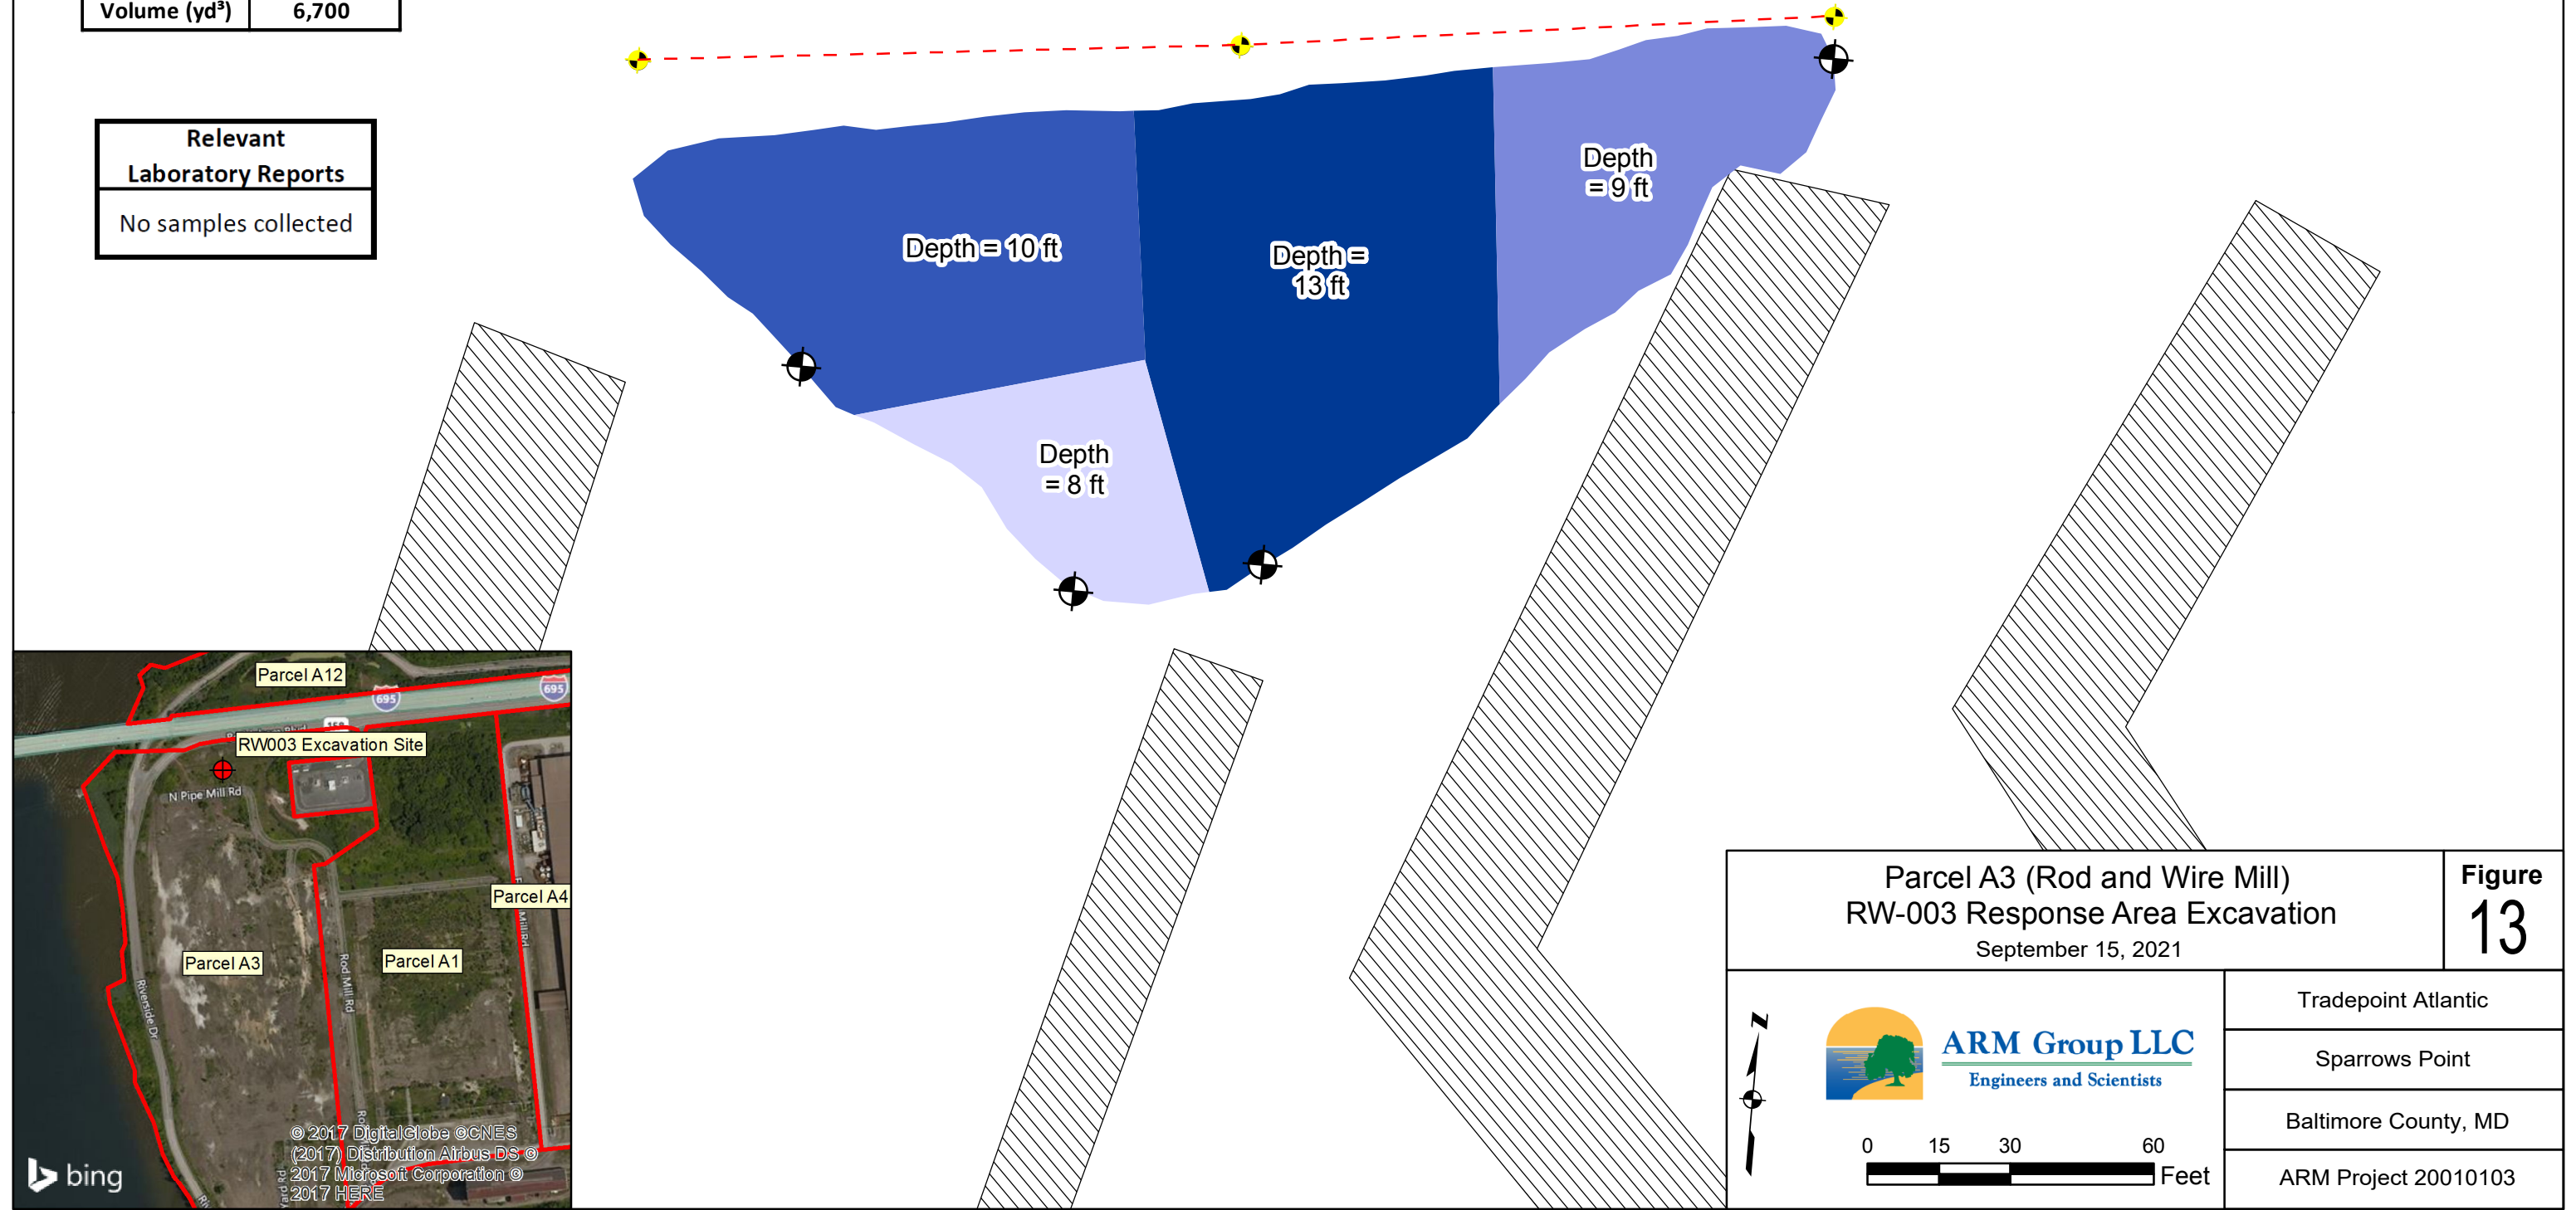 Volume (yd³) 6,700
Relevant
Laboratory Reports
No samples collected
Depth = 10 ft
Depth =
13 ft
Depth
= 9 ft
Depth
= 8 ft
Parcel A12
695
695
RW003 Excavation Site
N Pipe Mill Rd
Parcel A4
Mill Rd
Parcel A3
Parcel A1
Rod Mill Rd
Riverside Dr
© 2017 DigitalGlobe ©CNES
(2017) Distribution Airbus DS ©
2017 Microsoft Corporation ©
2017 HERE
bing
Parcel A3 (Rod and Wire Mill)
RW-003 Response Area Excavation
September 15, 2021
Figure
13
N
ARM Group LLC
Engineers and Scientists
0 15 30 60
Feet
Tradepoint Atlantic
Sparrows Point
Baltimore County, MD
ARM Project 20010103